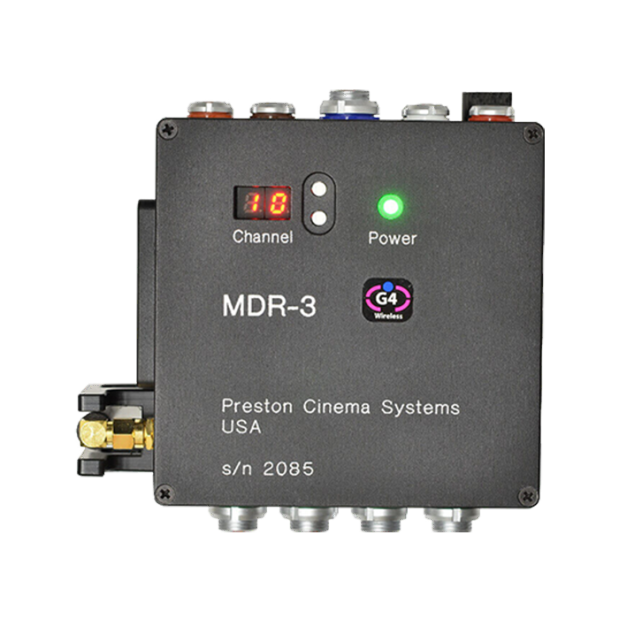 10
Channel
Power
MDR-3
G4
Wireless
Preston Cinema Systems
USA
s/n 2085